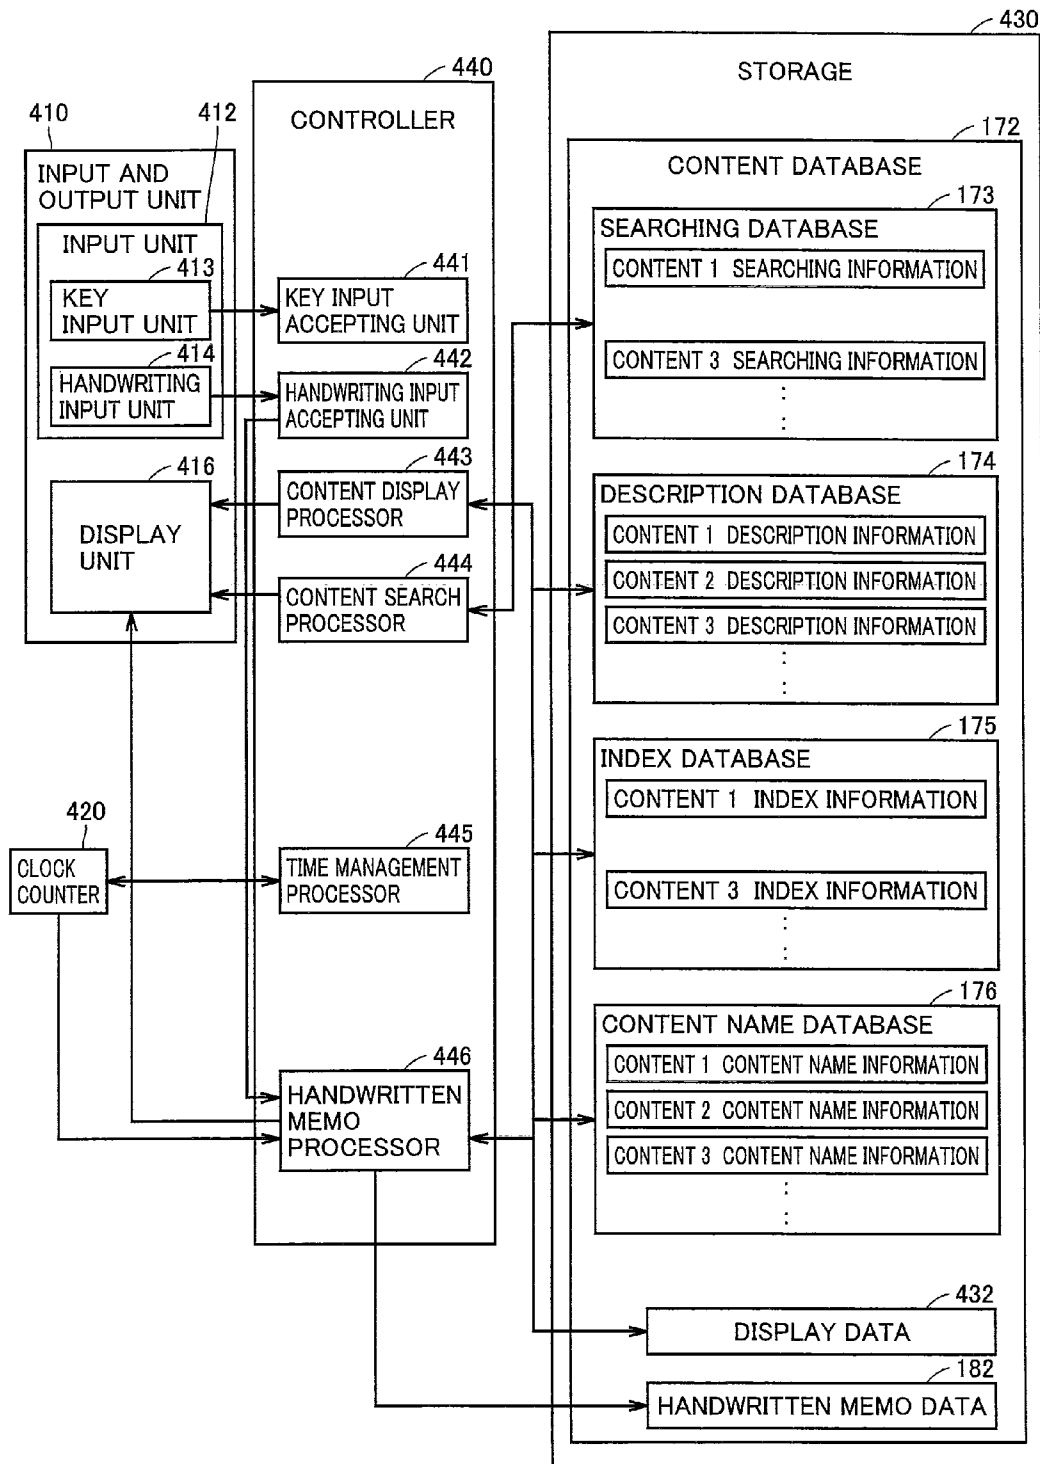 430
STORAGE
440
CONTROLLER
410
412
INPUT AND
OUTPUT UNIT
INPUT UNIT
413
KEY
INPUT UNIT
414
HANDWRITING
INPUT UNIT
416
DISPLAY
UNIT
420
CLOCK
COUNTER
441
KEY INPUT
ACCEPTING UNIT
442
HANDWRITING INPUT
ACCEPTING UNIT
443
CONTENT DISPLAY
PROCESSOR
444
CONTENT SEARCH
PROCESSOR
445
TIME MANAGEMENT
PROCESSOR
446
HANDWRITTEN
MEMO
PROCESSOR
172
CONTENT DATABASE
173
SEARCHING DATABASE
CONTENT 1 SEARCHING INFORMATION
CONTENT 3 SEARCHING INFORMATION
174
DESCRIPTION DATABASE
CONTENT 1 DESCRIPTION INFORMATION
CONTENT 2 DESCRIPTION INFORMATION
CONTENT 3 DESCRIPTION INFORMATION
175
INDEX DATABASE
CONTENT 1 INDEX INFORMATION
CONTENT 3 INDEX INFORMATION
176
CONTENT NAME DATABASE
CONTENT 1 CONTENT NAME INFORMATION
CONTENT 2 CONTENT NAME INFORMATION
CONTENT 3 CONTENT NAME INFORMATION
432
DISPLAY DATA
182
HANDWRITTEN MEMO DATA